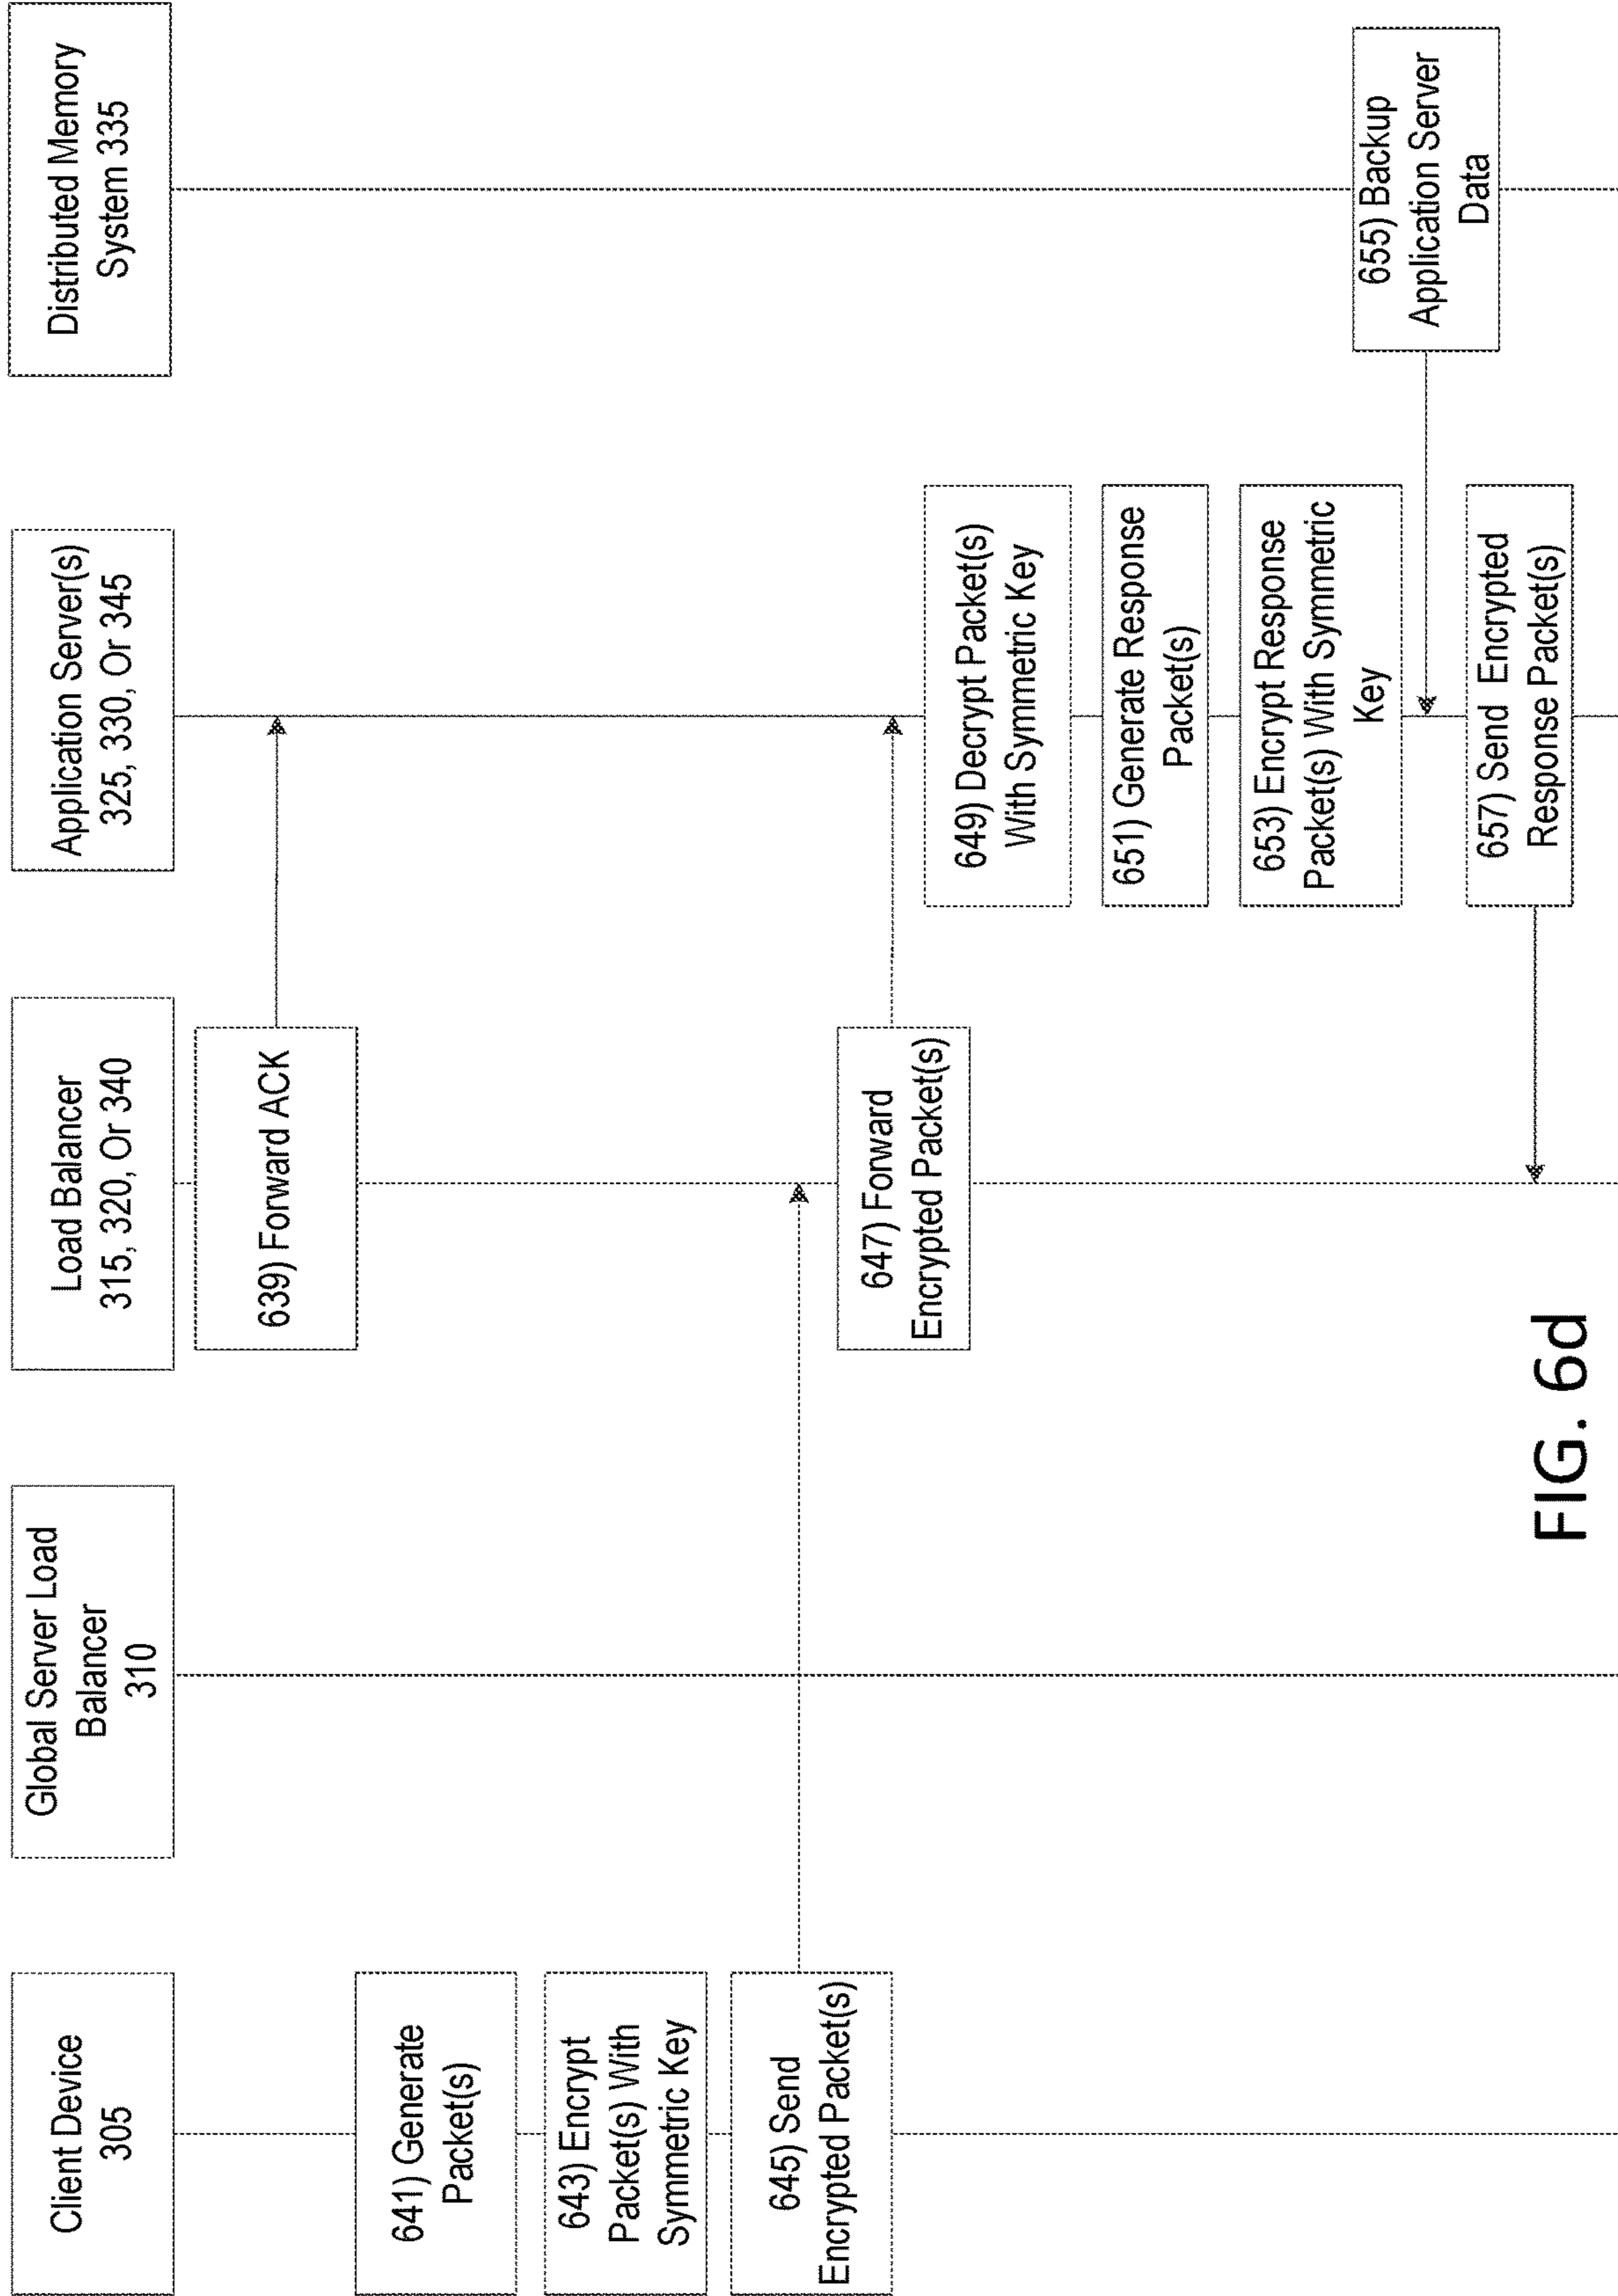 Client Device
305
Global Server Load
Balancer
310
Load Balancer
315, 320, Or 340
Application Server(s)
325, 330, Or 345
Distributed Memory
System 335
639) Forward ACK
641) Generate
Packet(s)
643) Encrypt
Packet(s) With
Symmetric Key
645) Send
Encrypted Packet(s)
647) Forward
Encrypted Packet(s)
649) Decrypt Packet(s)
With Symmetric Key
651) Generate Response
Packet(s)
653) Encrypt Response
Packet(s) With Symmetric
Key
655) Backup
Application Server
Data
657) Send Encrypted
Response Packet(s)
FIG. 6d